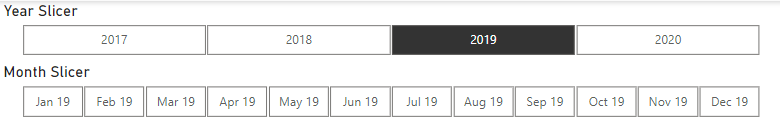 Year Slicer
2017 2018 2019 2020
Month Slicer
Jan 19 Feb 19 Mar 19 Apr 19 May 19 Jun 19 Jul 19 Aug 19 Sep 19 Oct 19 Nov 19 Dec 19